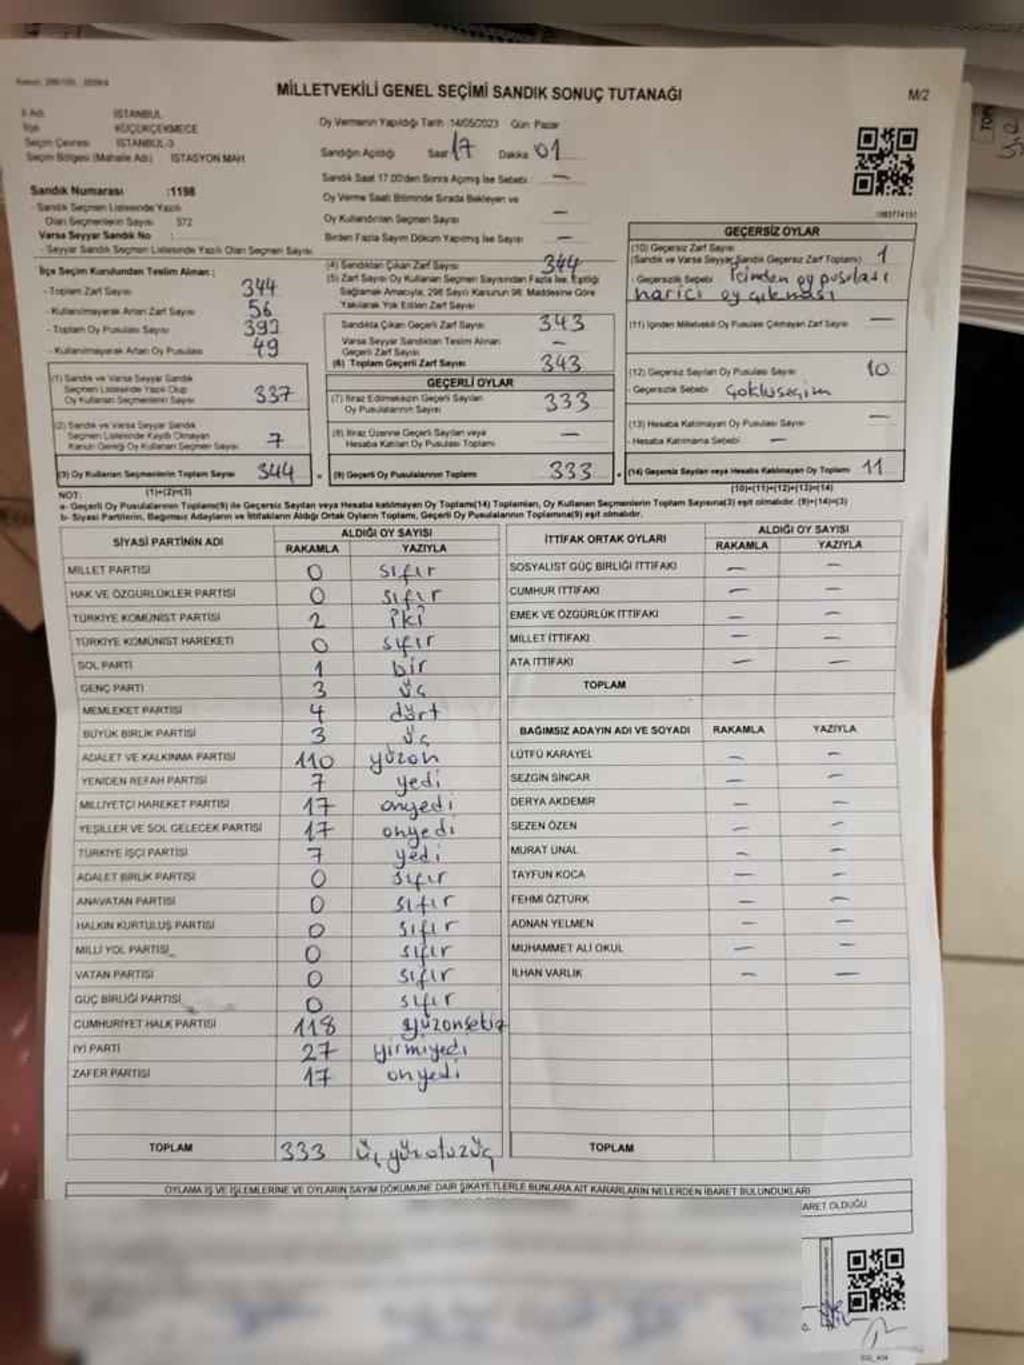 MİLLETVEKİLİ GENEL SEÇİMİ SANDIK SONUÇ TUTANAĞI
M/2
İl Adı İSTANBUL
İlçe KÜÇÜKÇEKMECE
Seçim Çevresi İSTANBUL-3
Seçim Bölgesi (Mahalle Adı) İSTASYON MAH
Sandık Numarası :1198
- Sandık Seçmen Listesinde Yazılı
Olan Seçmenlerin Sayısı 372
Varsa Seyyar Sandık No :
- Seyyar Sandık Seçmen Listesinde Yazılı Olan Seçmen Sayısı
Oy Vermenin Yapıldığı Tarih 14/05/2023 Gün Pazar
Sandığın Açıldığı Saat 17 Dakika 01
Sandık Saat 17.00'den Sonra Açılmış İse Sebebi : —
Oy Verme Saati Bitiminde Sırada Bekleyen ve
Oy Kullandırılan Seçmen Sayısı —
Birden Fazla Sayım Döküm Yapılmış İse Sayısı —
İlçe Seçim Kurulundan Teslim Alınan :
- Toplam Zarf Sayısı 344
- Kullanılmayarak Artan Zarf Sayısı 56
- Toplam Oy Pusulası Sayısı 392
- Kullanılmayarak Artan Oy Pusulası 49
(1) Sandık ve Varsa Seyyar Sandık
Seçmen Listesinde Yazılı Olup
Oy Kullanan Seçmenlerin Sayısı 337
(2) Sandık ve Varsa Seyyar Sandık
Seçmen Listesinde Kayıtlı Olmayan
Kanun Gereği Oy Kullanan Seçmen Sayısı 7
(3) Oy Kullanan Seçmenlerin Toplam Sayısı 344
(1)+(2)=(3)
(4) Sandıktan Çıkan Zarf Sayısı 344
(5) Zarf Sayısı Oy Kullanan Seçmen Sayısından Fazla İse, Eşitliği
Sağlamak Amacıyla, 298 Sayılı Kanunun 98. Maddesine Göre
Yakılarak Yok Edilen Zarf Sayısı
Sandıkta Çıkan Geçerli Zarf Sayısı 343
Varsa Seyyar Sandıktan Teslim Alınan
Geçerli Zarf Sayısı —
(6) Toplam Geçerli Zarf Sayısı 343
GEÇERLİ OYLAR
(7) İtiraz Edilmeksizin Geçerli Sayılan
Oy Pusulalarının Sayısı 333
(8) İtiraz Üzerine Geçerli Sayılan veya
Hesaba Katılan Oy Pusulası Toplamı —
(9) Geçerli Oy Pusulalarının Toplamı 333
GEÇERSİZ OYLAR
(10) Geçersiz Zarf Sayısı
(Sandık ve Varsa Seyyar Sandık Geçersiz Zarf Toplamı) 1
- Geçersizlik Sebebi İçinden oy pusulası
harici oy çıkması
(11) İçinden Milletvekili Oy Pusulası Çıkmayan Zarf Sayısı —
(12) Geçersiz Sayılan Oy Pusulası Sayısı 10
- Geçersizlik Sebebi Çoklu seçim
(13) Hesaba Katılmayan Oy Pusulası Sayısı —
- Hesaba Katılmama Sebebi —
(14) Geçersiz Sayılan veya Hesaba Katılmayan Oy Toplamı 11
(10)+(11)+(12)+(13)=(14)
NOT:
a- Geçerli Oy Pusulalarının Toplamı(9) ile Geçersiz Sayılan veya Hesaba katılmayan Oy Toplamı(14) Toplamları, Oy Kullanan Seçmenlerin Toplam Sayısına(3) eşit olmalıdır. (9)+(14)=(3)
b- Siyasi Partilerin, Bağımsız Adayların ve İttifakların Aldığı Ortak Oyların Toplamı, Geçerli Oy Pusulalarının Toplamına(9) eşit olmalıdır.
SİYASİ PARTİNİN ADI ALDIĞI OY SAYISI
RAKAMLA YAZIYLA
MİLLET PARTİSİ 0 sıfır
HAK VE ÖZGÜRLÜKLER PARTİSİ 0 sıfır
TÜRKİYE KOMÜNİST PARTİSİ 2 iki
TÜRKİYE KOMÜNİST HAREKETİ 0 sıfır
SOL PARTİ 1 bir
GENÇ PARTİ 3 üç
MEMLEKET PARTİSİ 4 dört
BÜYÜK BİRLİK PARTİSİ 3 üç
ADALET VE KALKINMA PARTİSİ 110 yüzon
YENİDEN REFAH PARTİSİ 7 yedi
MİLLİYETÇİ HAREKET PARTİSİ 17 onyedi
YEŞİLLER VE SOL GELECEK PARTİSİ 17 onyedi
TÜRKİYE İŞÇİ PARTİSİ 7 yedi
ADALET BİRLİK PARTİSİ 0 sıfır
ANAVATAN PARTİSİ 0 sıfır
HALKIN KURTULUŞ PARTİSİ 0 sıfır
MİLLİ YOL PARTİSİ 0 sıfır
VATAN PARTİSİ 0 sıfır
GÜÇ BİRLİĞİ PARTİSİ 0 sıfır
CUMHURİYET HALK PARTİSİ 118 yüzonsekiz
İYİ PARTİ 27 yirmiyedi
ZAFER PARTİSİ 17 onyedi
TOPLAM 333 üçyüzotuzüç
İTTİFAK ORTAK OYLARI ALDIĞI OY SAYISI
RAKAMLA YAZIYLA
SOSYALİST GÜÇ BİRLİĞİ İTTİFAKI — —
CUMHUR İTTİFAKI — —
EMEK VE ÖZGÜRLÜK İTTİFAKI — —
MİLLET İTTİFAKI — —
ATA İTTİFAKI — —
TOPLAM
BAĞIMSIZ ADAYIN ADI VE SOYADI RAKAMLA YAZIYLA
LÜTFÜ KARAYEL — —
SEZGİN SİNCAR — —
DERYA AKDEMİR — —
SEZEN ÖZEN — —
MURAT ÜNAL — —
TAYFUN KOCA — —
FEHMİ ÖZTÜRK — —
ADNAN YELMEN — —
MUHAMMET ALİ OKUL — —
İLHAN VARLIK — —
TOPLAM
OYLAMA İŞ VE İŞLEMLERİNE VE OYLARIN SAYIM DÖKÜMÜNE DAİR ŞİKAYETLERLE BUNLARA AİT KARARLARIN NELERDEN İBARET BULUNDUKLARI
ARET OLDUĞU